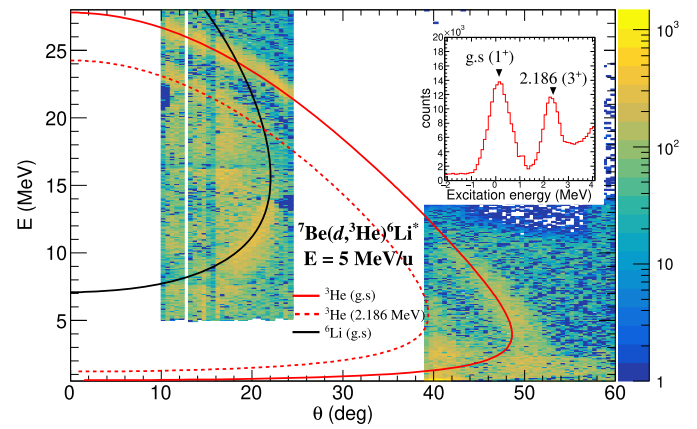 E (MeV)
25
20
15
10
5
0 10 20 30 40 50 60
θ (deg)
⁷Be(d,³He)⁶Li*
E = 5 MeV/u
³He (g.s)
³He (2.186 MeV)
⁶Li (g.s)
×10³
20
18
16
14
12
10
8
6
4
2
0
counts
g.s (1⁺)
2.186 (3⁺)
−2 −1 0 1 2 3 4
Excitation energy (MeV)
10³
10²
10
1